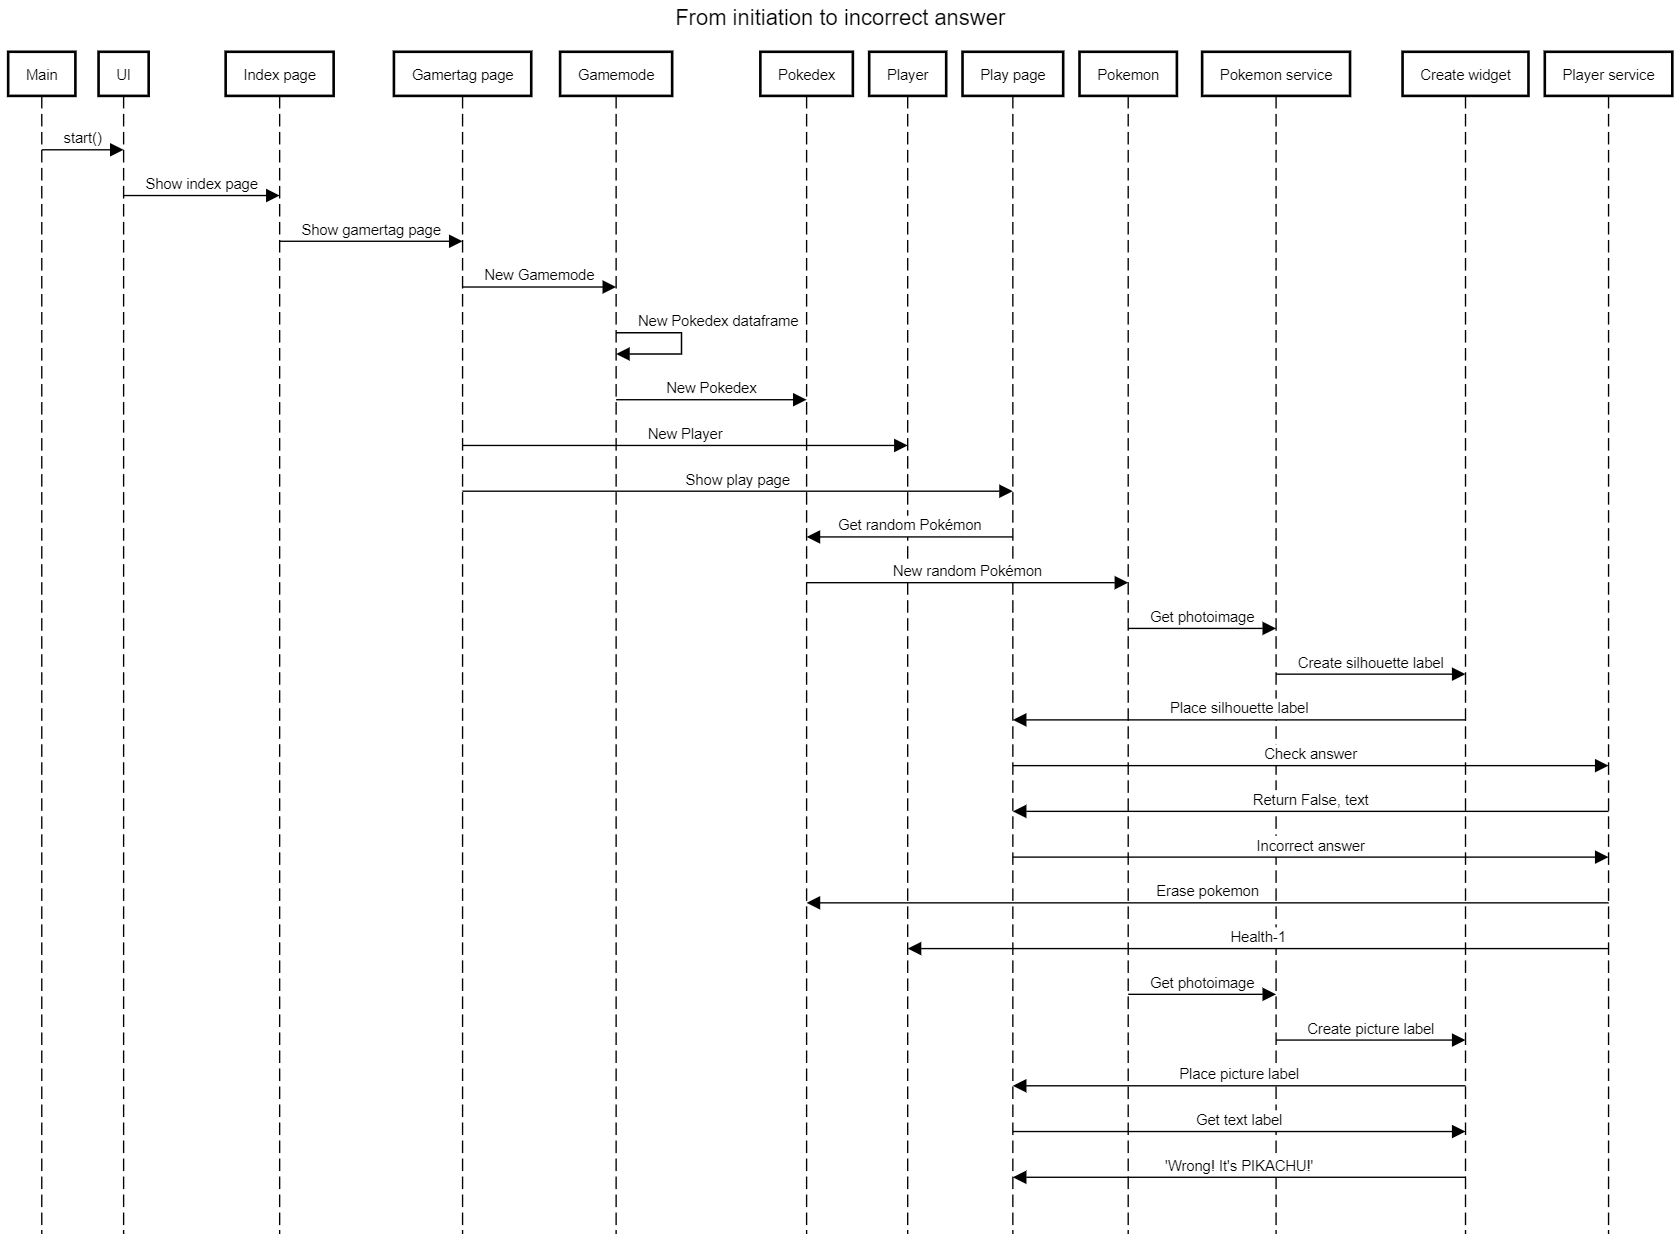 From initiation to incorrect answer
Main
UI
Index page
Gamertag page
Gamemode
Pokedex
Player
Play page
Pokemon
Pokemon service
Create widget
Player service
start()
Show index page
Show gamertag page
New Gamemode
New Pokedex dataframe
New Pokedex
New Player
Show play page
Get random Pokémon
New random Pokémon
Get photoimage
Create silhouette label
Place silhouette label
Check answer
Return False, text
Incorrect answer
Erase pokemon
Health-1
Get photoimage
Create picture label
Place picture label
Get text label
'Wrong! It's PIKACHU!'